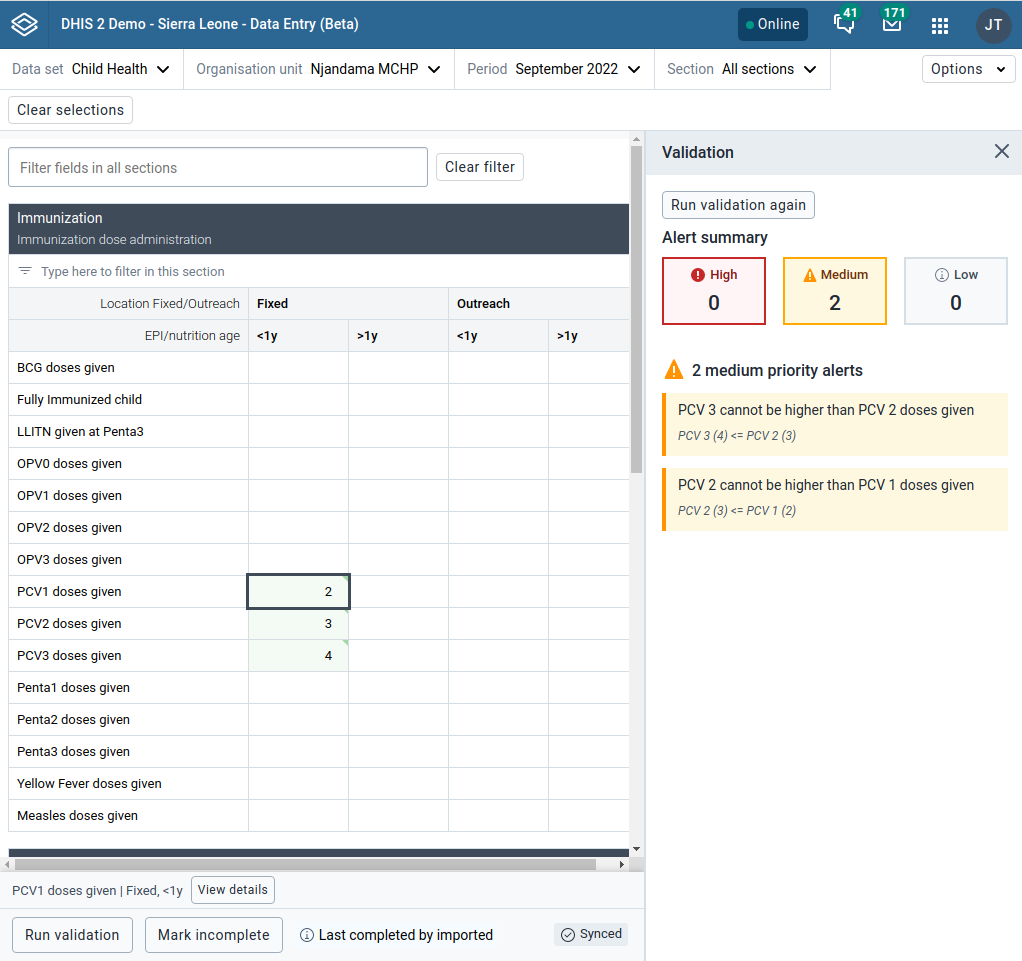 DHIS 2 Demo - Sierra Leone - Data Entry (Beta)
Online
41
171
JT
Data set Child Health
Organisation unit Njandama MCHP
Period September 2022
Section All sections
Options
Clear selections
Filter fields in all sections
Clear filter
Immunization
Immunization dose administration
Type here to filter in this section
Location Fixed/Outreach Fixed Outreach
EPI/nutrition age <1y >1y <1y >1y
BCG doses given
Fully Immunized child
LLITN given at Penta3
OPV0 doses given
OPV1 doses given
OPV2 doses given
OPV3 doses given
PCV1 doses given 2
PCV2 doses given 3
PCV3 doses given 4
Penta1 doses given
Penta2 doses given
Penta3 doses given
Yellow Fever doses given
Measles doses given
PCV1 doses given | Fixed, <1y View details
Run validation Mark incomplete Last completed by imported Synced
Validation
Run validation again
Alert summary
High Medium Low
0 2 0
2 medium priority alerts
PCV 3 cannot be higher than PCV 2 doses given
PCV 3 (4) <= PCV 2 (3)
PCV 2 cannot be higher than PCV 1 doses given
PCV 2 (3) <= PCV 1 (2)